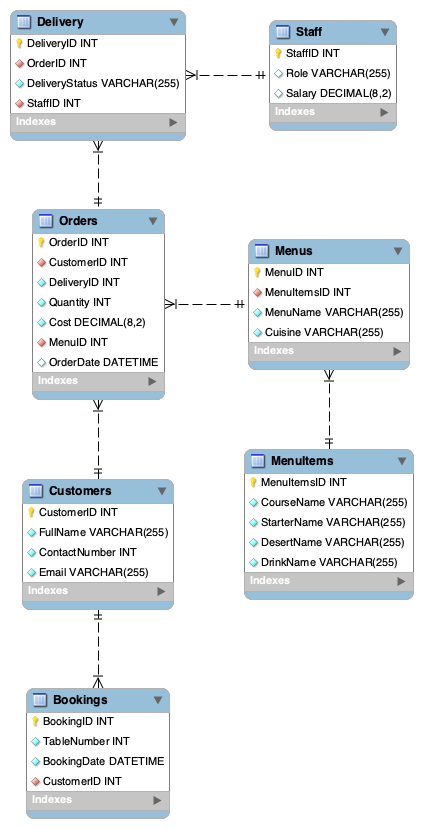 Delivery
DeliveryID INT
OrderID INT
DeliveryStatus VARCHAR(255)
StaffID INT
Indexes
Staff
StaffID INT
Role VARCHAR(255)
Salary DECIMAL(8,2)
Indexes
Orders
OrderID INT
CustomerID INT
DeliveryID INT
Quantity INT
Cost DECIMAL(8,2)
MenuID INT
OrderDate DATETIME
Indexes
Menus
MenuID INT
MenuItemsID INT
MenuName VARCHAR(255)
Cuisine VARCHAR(255)
Indexes
Customers
CustomerID INT
FullName VARCHAR(255)
ContactNumber INT
Email VARCHAR(255)
Indexes
MenuItems
MenuItemsID INT
CourseName VARCHAR(255)
StarterName VARCHAR(255)
DesertName VARCHAR(255)
DrinkName VARCHAR(255)
Indexes
Bookings
BookingID INT
TableNumber INT
BookingDate DATETIME
CustomerID INT
Indexes